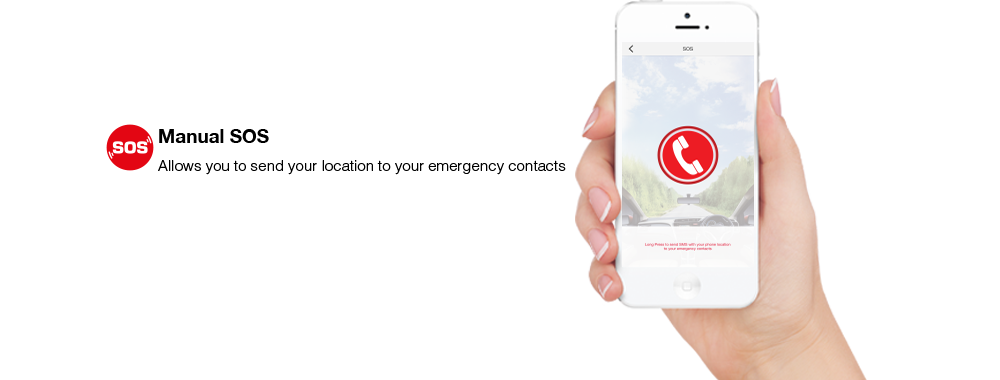 SOS
Manual SOS
Allows you to send your location to your emergency contacts
SOS
Long Press to send SMS with your phone location
to your emergency contacts